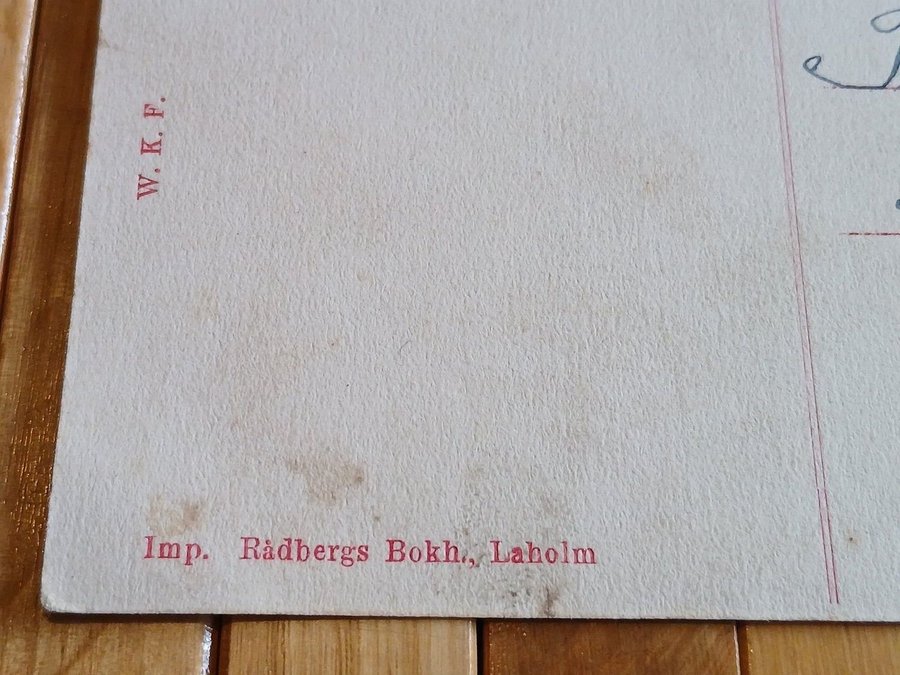 W. K. F.
Imp. Rådbergs Bokh., Laholm